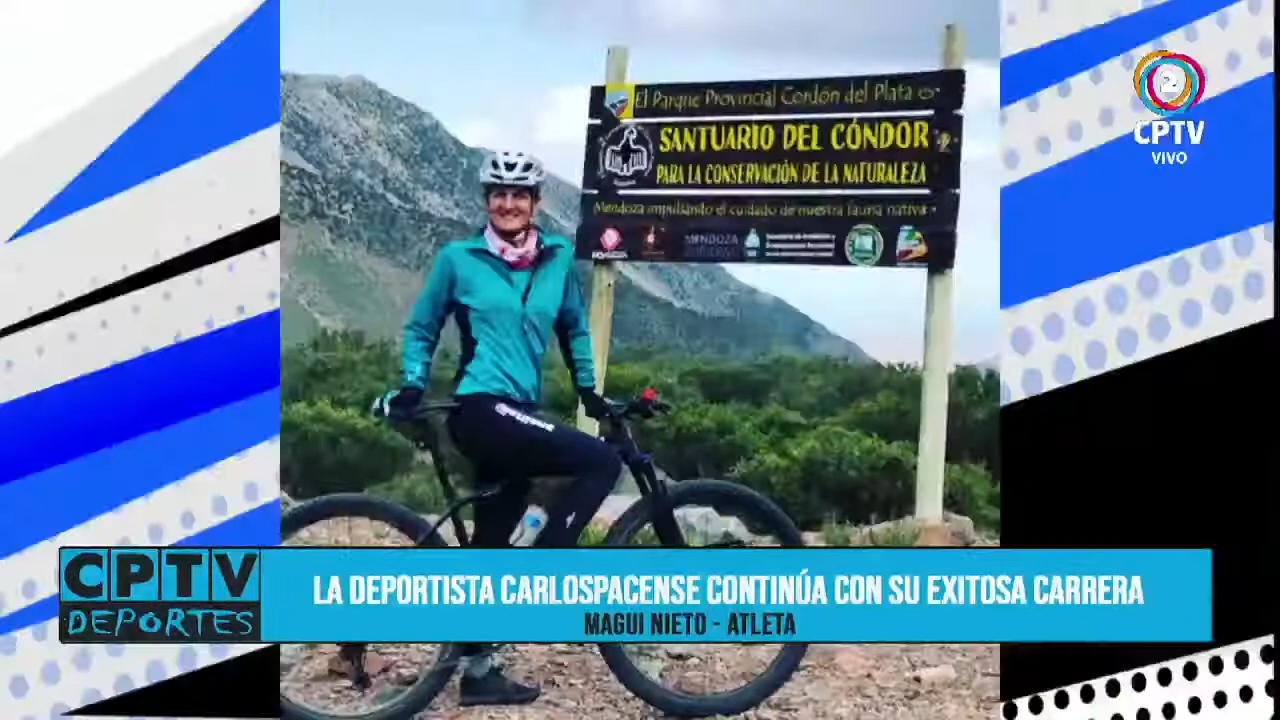 El Parque Provincial Cordón del Plata
SANTUARIO DEL CÓNDOR
PARA LA CONSERVACIÓN DE LA NATURALEZA
Mendoza impulsando el cuidado de nuestra fauna nativa
MENDOZA
2
CPTV
VIVO
CPTV
DEPORTES
LA DEPORTISTA CARLOSPACENSE CONTINÚA CON SU EXITOSA CARRERA
MAGUI NIETO - ATLETA